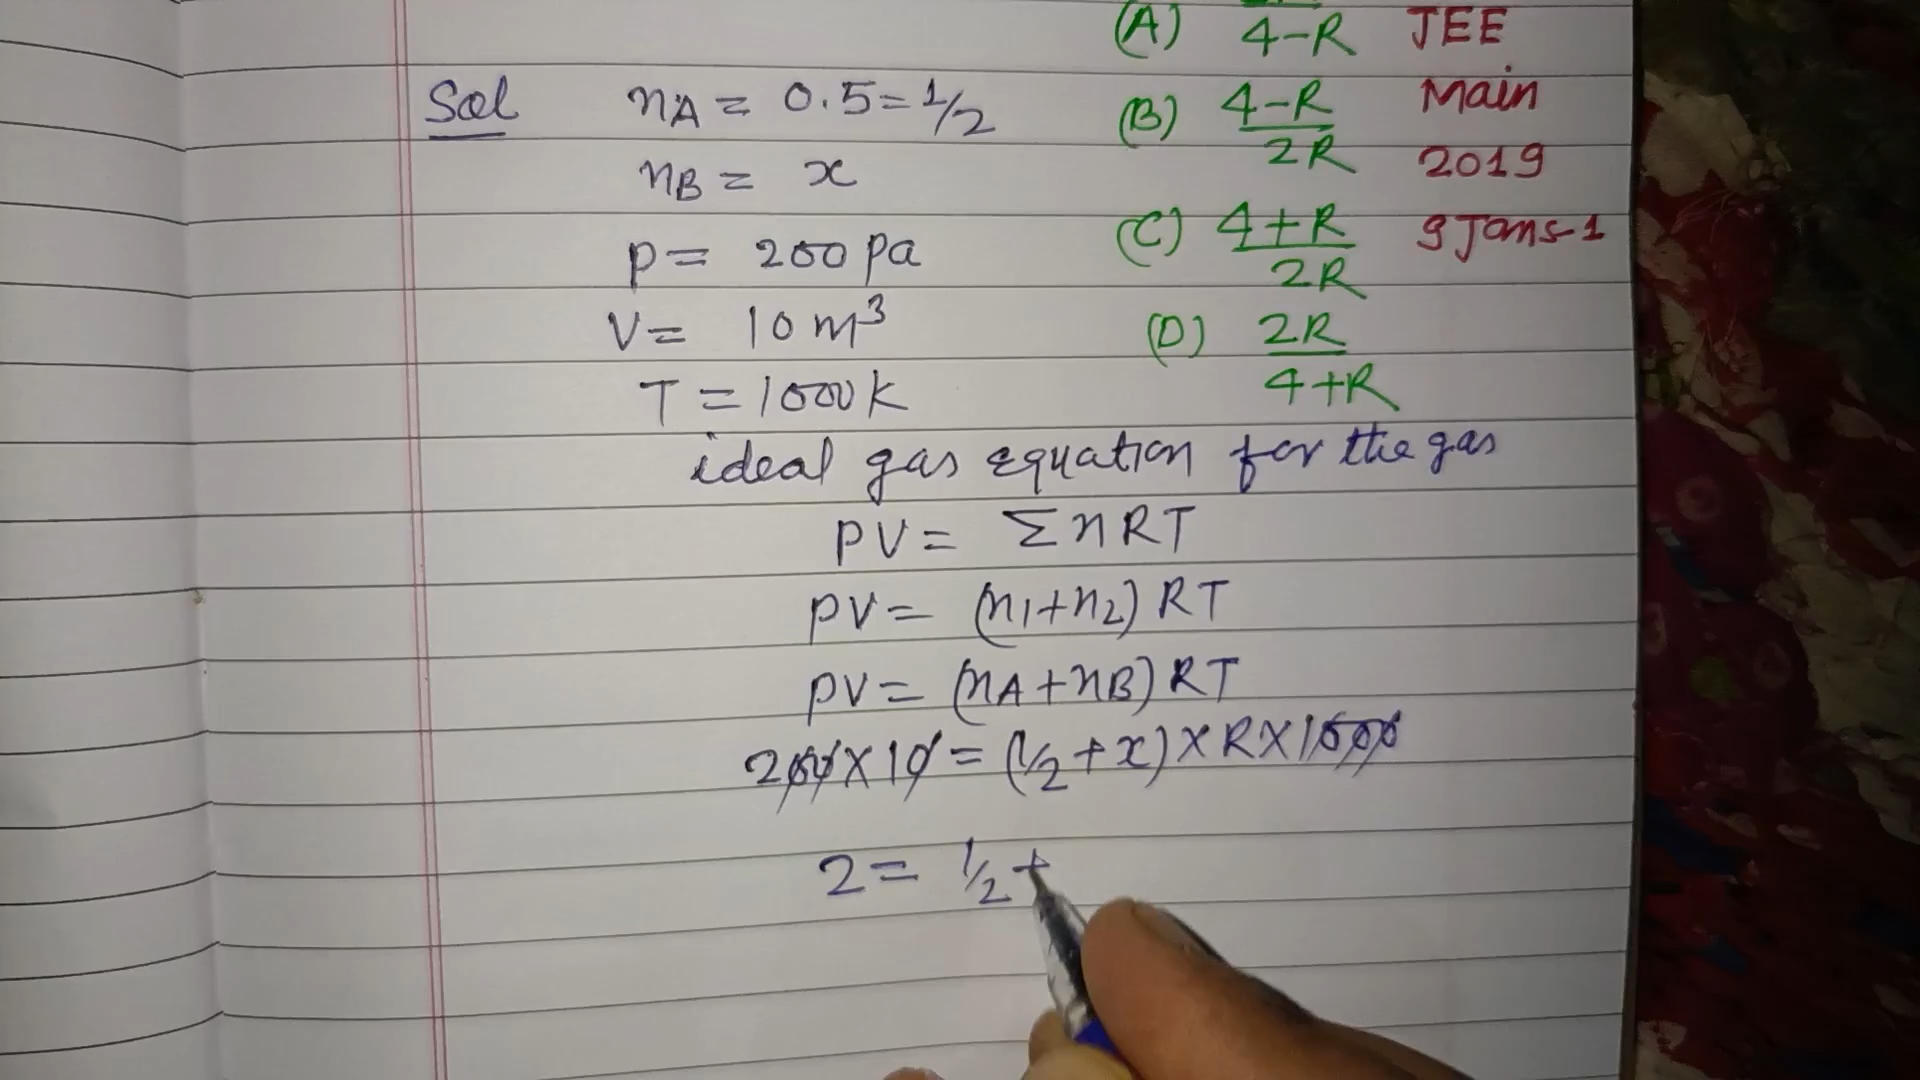 (A) 4-R JEE
Sol nA = 0.5 = 1/2
(B) 4-R Main
2R 2019
nB = x
(C) 4+R 9 Jan s-1
2R
P = 200 pa
V = 10 m³
(D) 2R
4+R
T = 1000 K
ideal gas equation for the gas
PV = Σ n R T
PV = (n1+n2) RT
PV = (nA+nB) RT
200 X 10 = (1/2 + x) X R X 1000
2 = 1/2 +